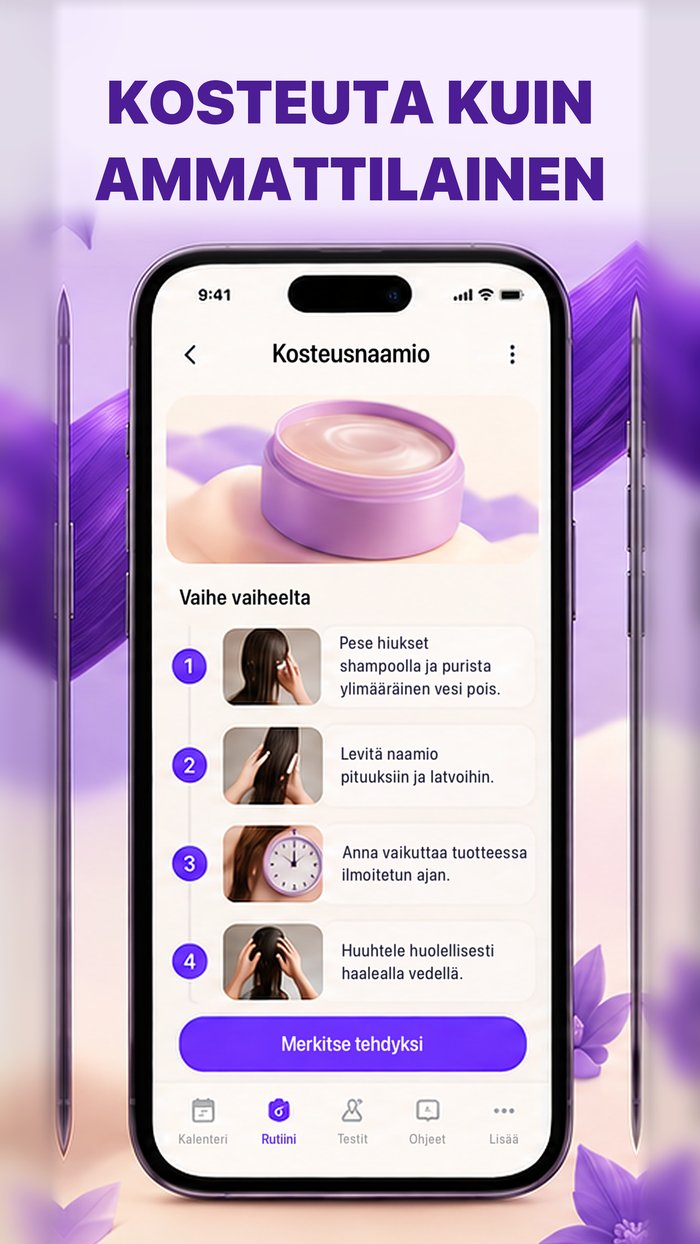 KOSTEUTA KUIN
AMMATTILAINEN
9:41
Kosteusnaamio
Vaihe vaiheelta
1
Pese hiukset
shampoolla ja purista
ylimääräinen vesi pois.
2
Levitä naamio
pituuksiin ja latvoihin.
3
Anna vaikuttaa tuotteessa
ilmoitetun ajan.
4
Huuhtele huolellisesti
haalealla vedellä.
Merkitse tehdyksi
Kalenteri
Rutiini
Testit
Ohjeet
Lisää